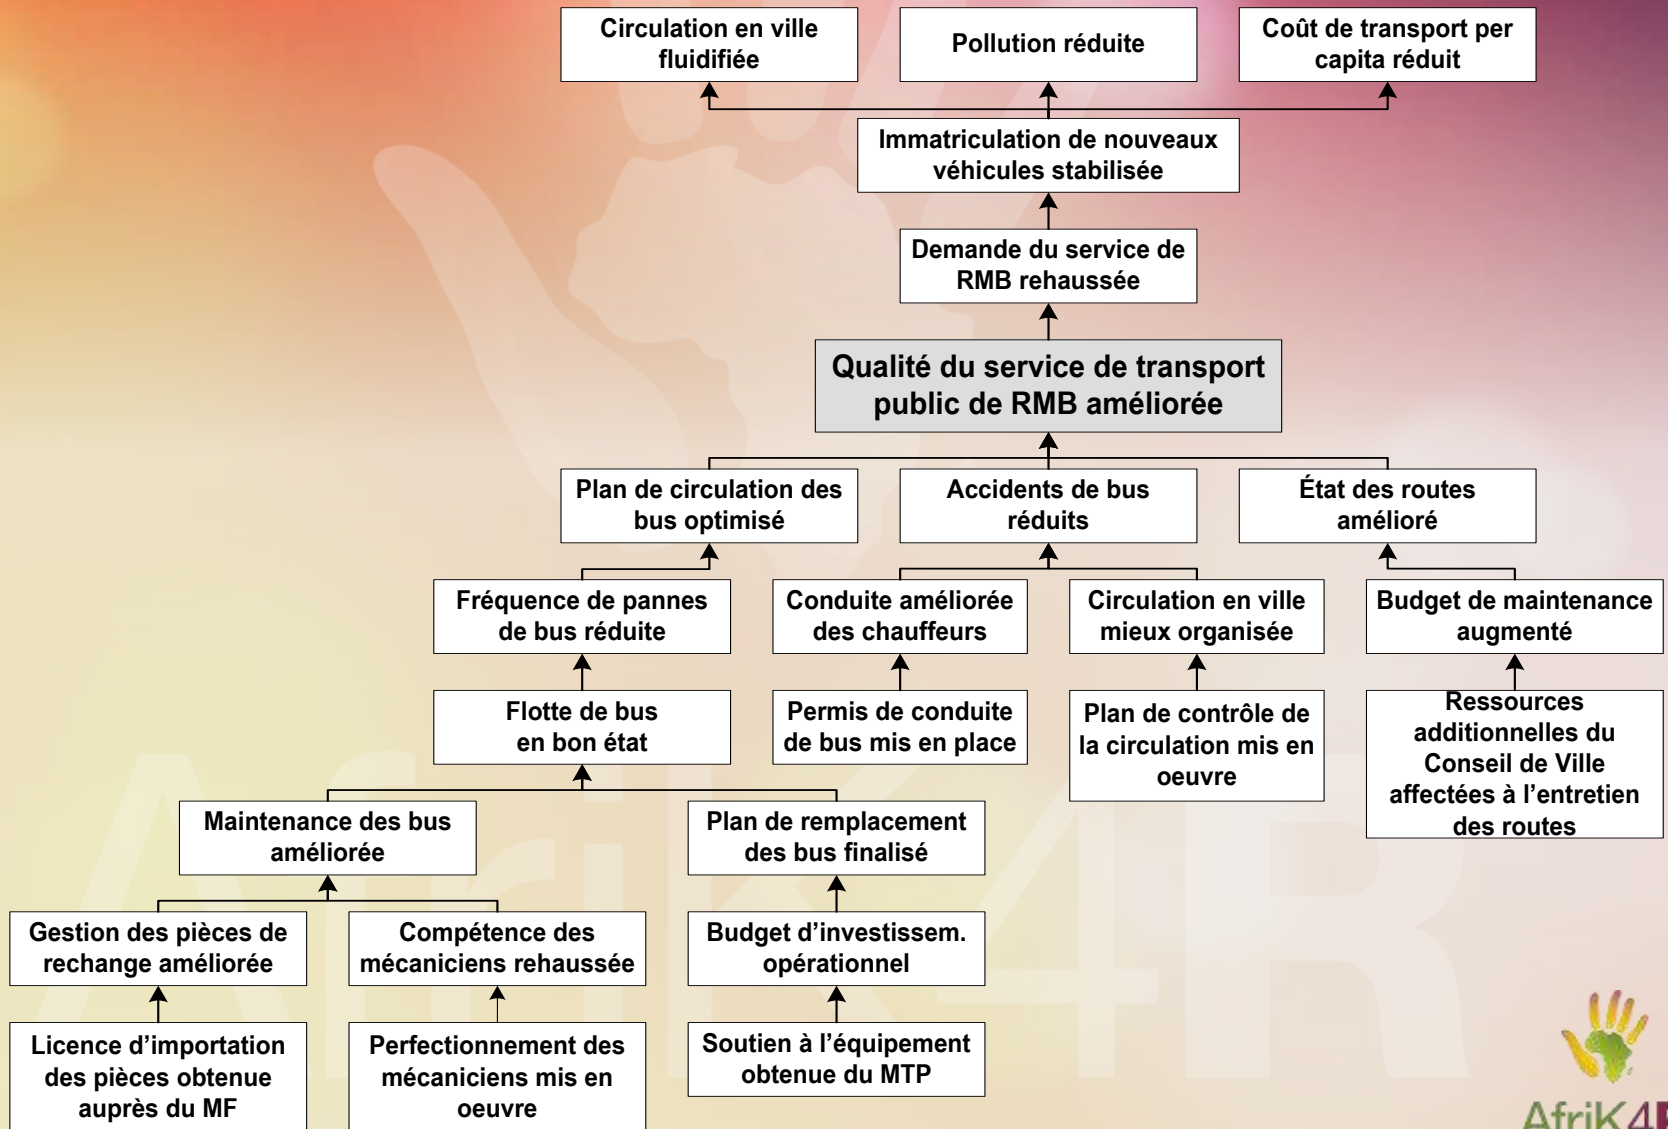 Circulation en ville
fluidifiée
Pollution réduite
Coût de transport per
capita réduit
Immatriculation de nouveaux
véhicules stabilisée
Demande du service de
RMB rehaussée
Qualité du service de transport
public de RMB améliorée
Plan de circulation des
bus optimisé
Accidents de bus
réduits
État des routes
amélioré
Fréquence de pannes
de bus réduite
Conduite améliorée
des chauffeurs
Circulation en ville
mieux organisée
Budget de maintenance
augmenté
Flotte de bus
en bon état
Permis de conduite
de bus mis en place
Plan de contrôle de
la circulation mis en
oeuvre
Ressources
additionnelles du
Conseil de Ville
affectées à l’entretien
des routes
Maintenance des bus
améliorée
Plan de remplacement
des bus finalisé
Gestion des pièces de
rechange améliorée
Compétence des
mécaniciens rehaussée
Budget d’investissem.
opérationnel
Licence d’importation
des pièces obtenue
auprès du MF
Perfectionnement des
mécaniciens mis en
oeuvre
Soutien à l’équipement
obtenue du MTP
AfriK4R
AfriK4R